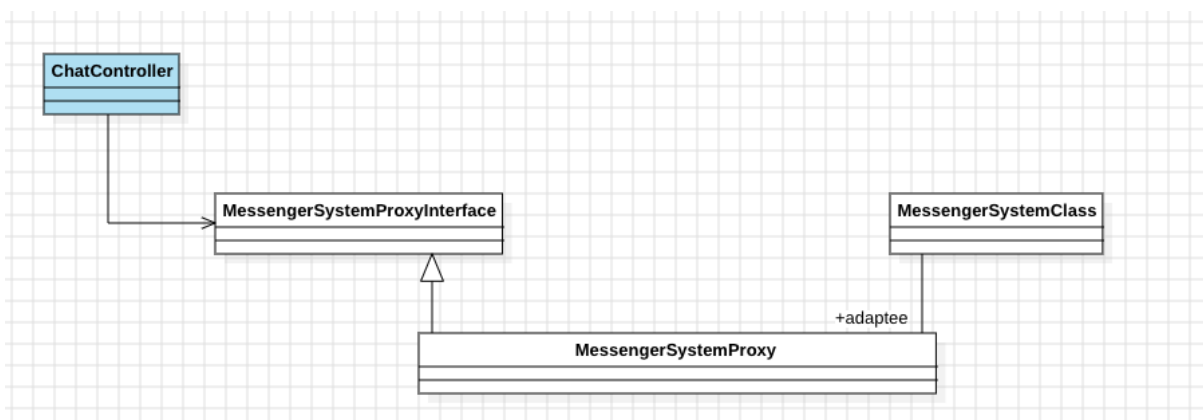 ChatController
MessengerSystemProxyInterface
MessengerSystemClass
+adaptee
MessengerSystemProxy